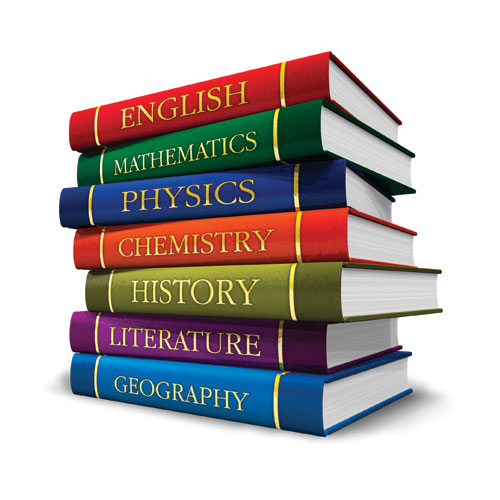 ENGLISH
MATHEMATICS
PHYSICS
CHEMISTRY
HISTORY
LITERATURE
GEOGRAPHY